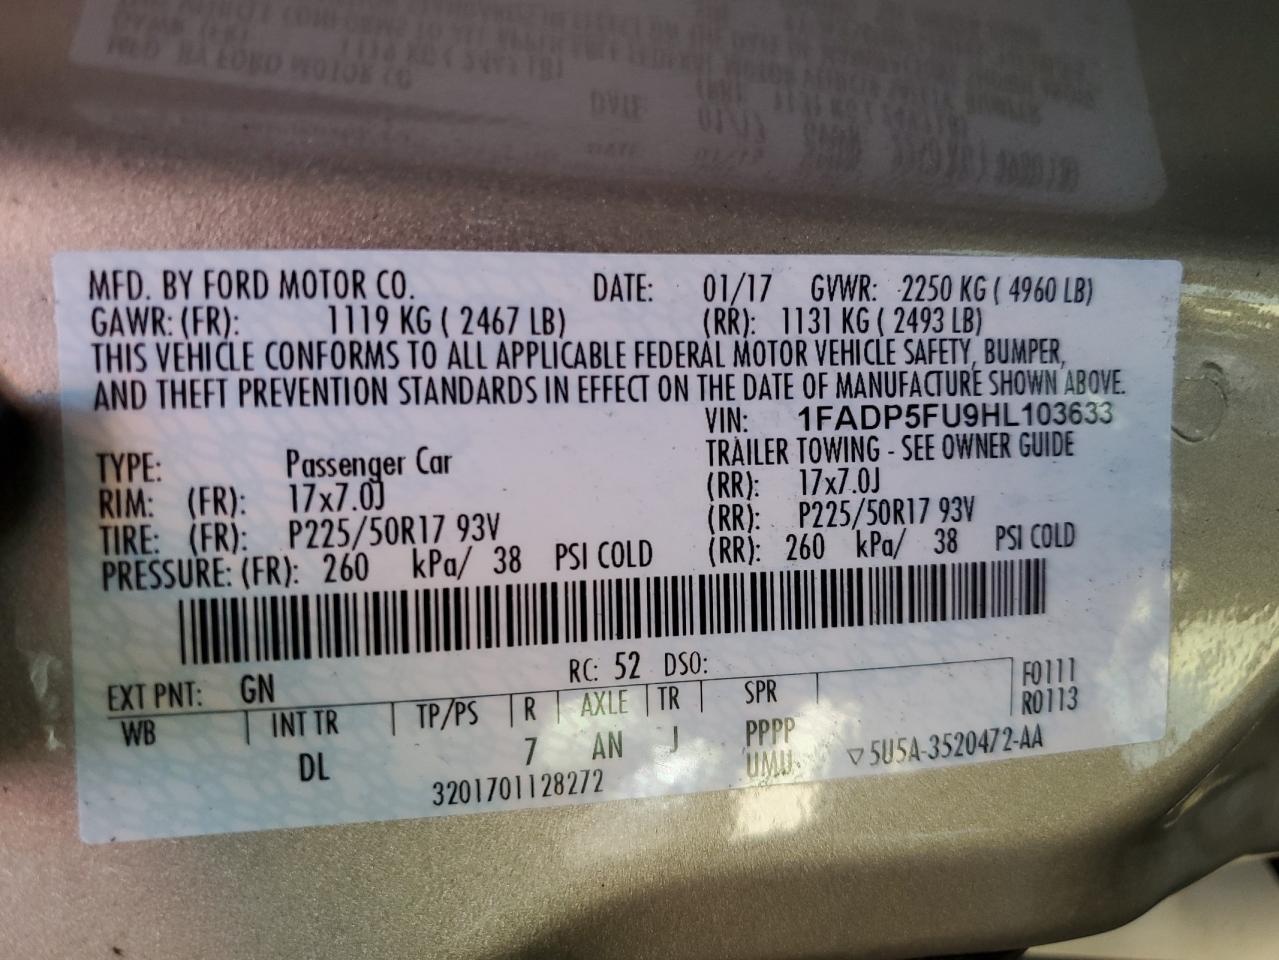 MFD. BY FORD MOTOR CO. DATE: 01/17 GVWR: 2250 KG ( 4960 LB)
GAWR: (FR): 1119 KG ( 2467 LB) (RR): 1131 KG ( 2493 LB)
THIS VEHICLE CONFORMS TO ALL APPLICABLE FEDERAL MOTOR VEHICLE SAFETY, BUMPER,
AND THEFT PREVENTION STANDARDS IN EFFECT ON THE DATE OF MANUFACTURE SHOWN ABOVE.
VIN: 1FADP5FU9HL103633
TYPE: Passenger Car TRAILER TOWING - SEE OWNER GUIDE
RIM: (FR): 17x7.0J (RR): 17x7.0J
TIRE: (FR): P225/50R17 93V (RR): P225/50R17 93V
PRESSURE: (FR): 260 kPa/ 38 PSI COLD (RR): 260 kPa/ 38 PSI COLD
EXT PNT: GN RC: 52 DSO: F0111
WB INT TR TP/PS R AXLE TR SPR R0113
DL 7 AN J PPPP
3201701128272 UMU ▽5U5A-3520472-AA